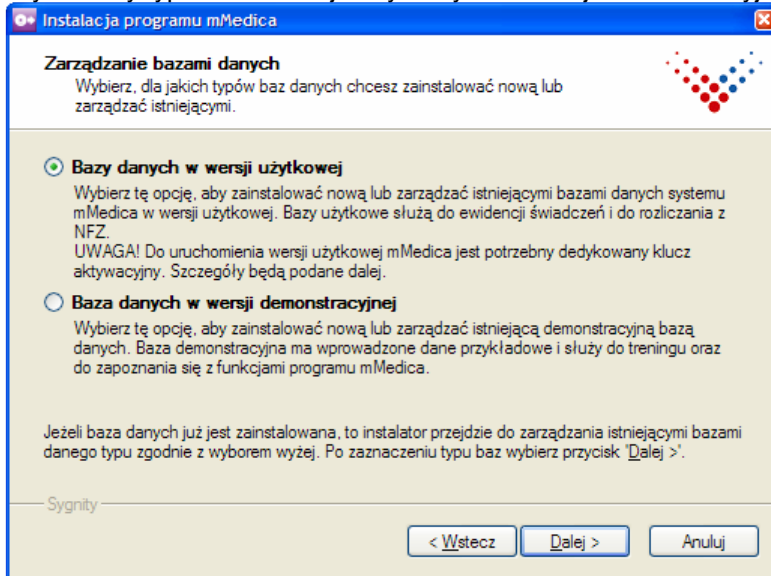 Instalacja programu mMedica
Zarządzanie bazami danych
Wybierz, dla jakich typów baz danych chcesz zainstalować nową lub
zarządzać istniejącymi.
Bazy danych w wersji użytkowej
Wybierz tę opcję, aby zainstalować nową lub zarządzać istniejącymi bazami danych systemu
mMedica w wersji użytkowej. Bazy użytkowe służą do ewidencji świadczeń i do rozliczania z
NFZ.
UWAGA! Do uruchomienia wersji użytkowej mMedica jest potrzebny dedykowany klucz
aktywacyjny. Szczegóły będą podane dalej.
Baza danych w wersji demonstracyjnej
Wybierz tę opcję, aby zainstalować nową lub zarządzać istniejącą demonstracyjną bazą
danych. Baza demonstracyjna ma wprowadzone dane przykładowe i służy do treningu oraz
do zapoznania się z funkcjami programu mMedica.
Jeżeli baza danych już jest zainstalowana, to instalator przejdzie do zarządzania istniejącymi bazami
danego typu zgodnie z wyborem wyżej. Po zaznaczeniu typu baz wybierz przycisk 'Dalej >'.
Sygnity
< Wstecz
Dalej >
Anuluj